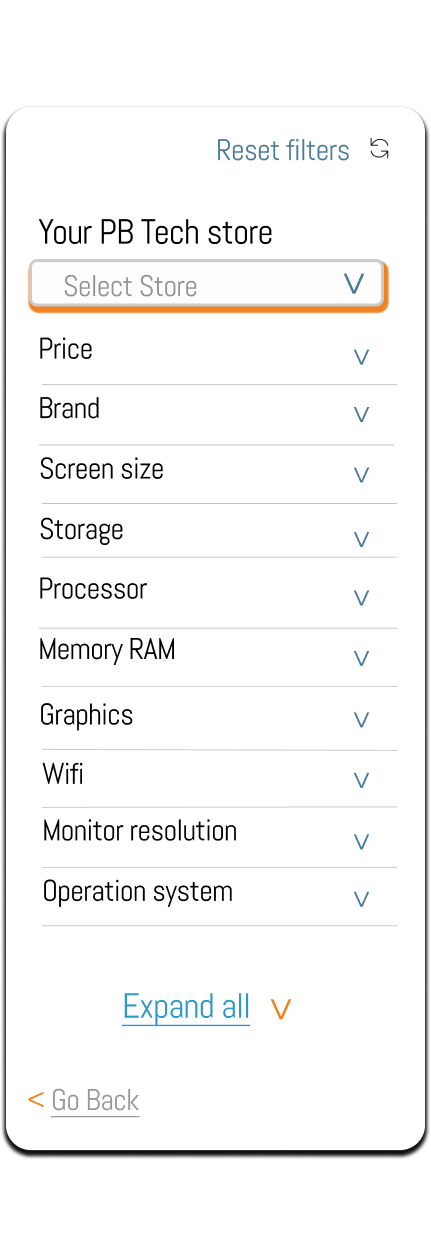 Reset filters
Your PB Tech store
Select Store
Price
Brand
Screen size
Storage
Processor
Memory RAM
Graphics
Wifi
Monitor resolution
Operation system
Expand all
< Go Back